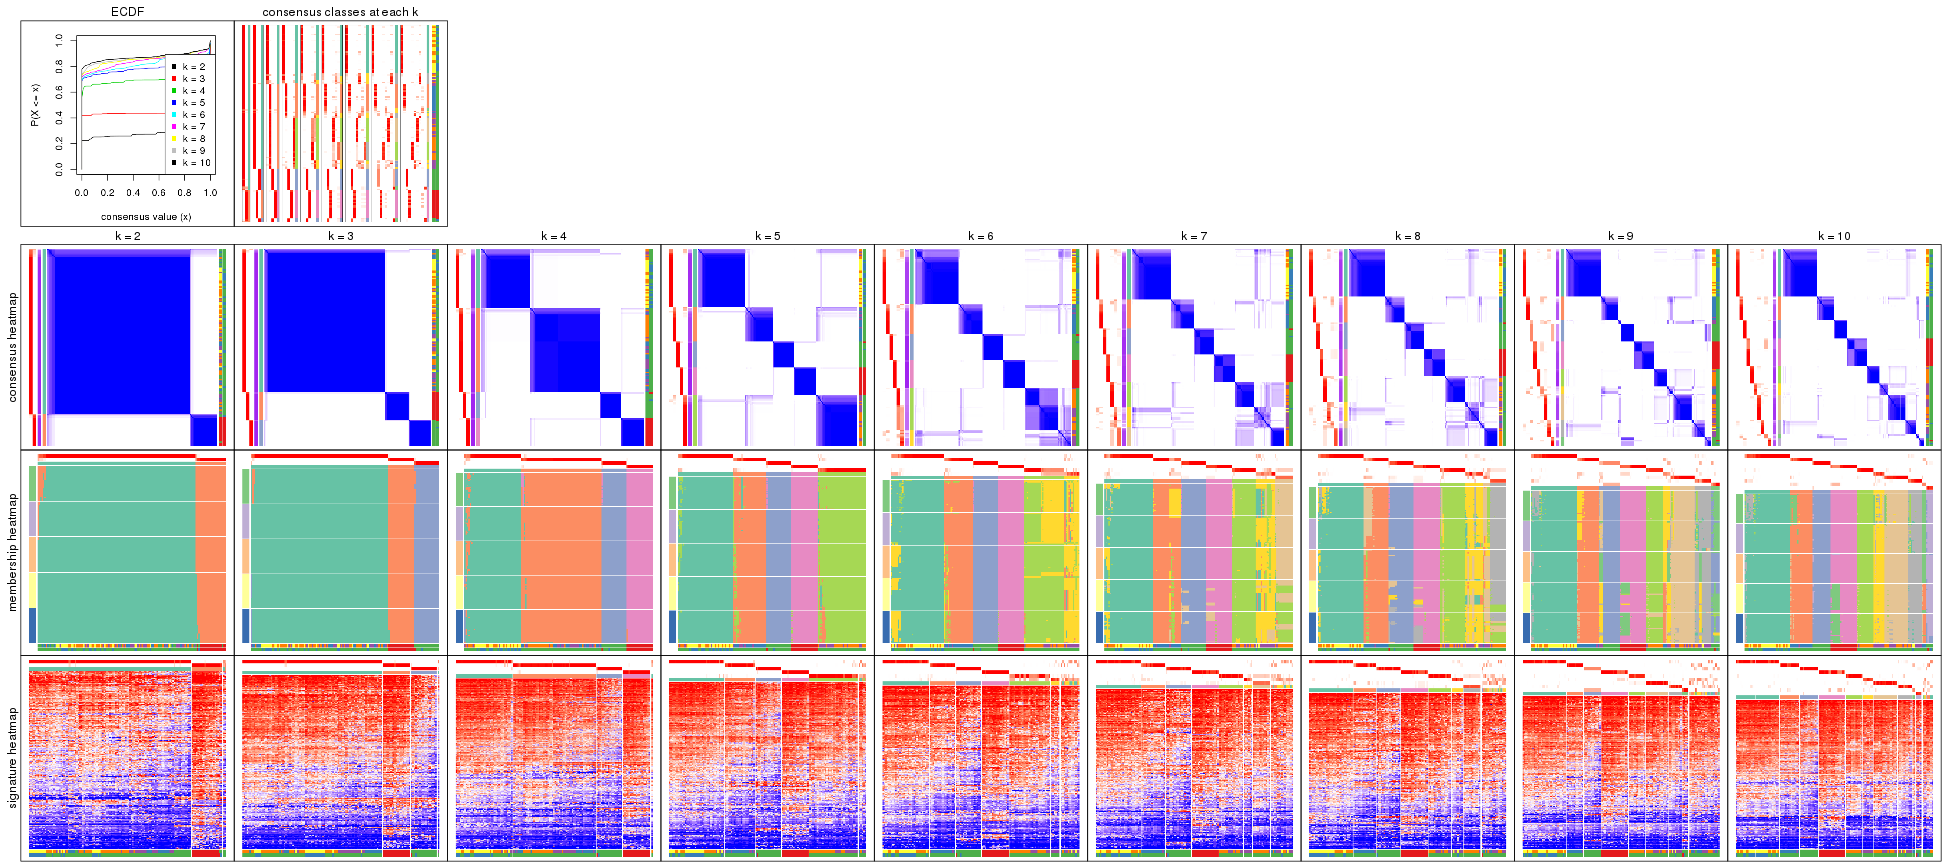 ECDF
consensus classes at each k
P(X <= x)
0.0 0.2 0.4 0.6 0.8 1.0
k = 2
k = 3
k = 4
k = 5
k = 6
k = 7
k = 8
k = 9
k = 10
0.0 0.2 0.4 0.6 0.8 1.0
consensus value (x)
k = 2 k = 3 k = 4 k = 5 k = 6 k = 7 k = 8 k = 9 k = 10
consensus heatmap
membership heatmap
signature heatmap